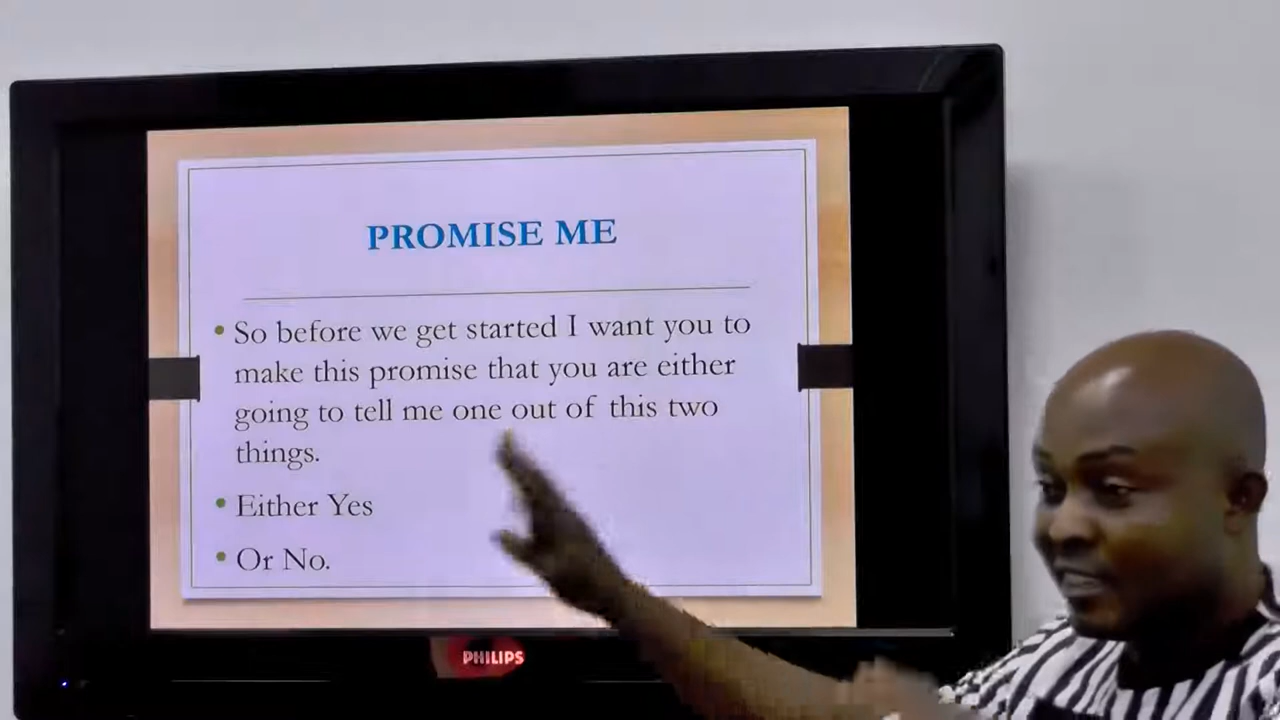 PROMISE ME
• So before we get started I want you to
make this promise that you are either
going to tell me one out of this two
things.
• Either Yes
• Or No.
PHILIPS